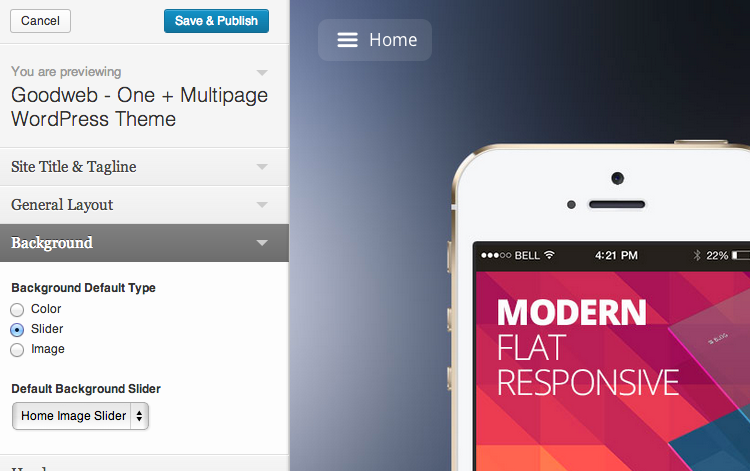 Cancel
Save & Publish
You are previewing
Goodweb - One + Multipage
WordPress Theme
Site Title & Tagline
General Layout
Background
Background Default Type
Color
Slider
Image
Default Background Slider
Home Image Slider
Home
BELL
4:21 PM
22%
MODERN
FLAT
RESPONSIVE
BLOG